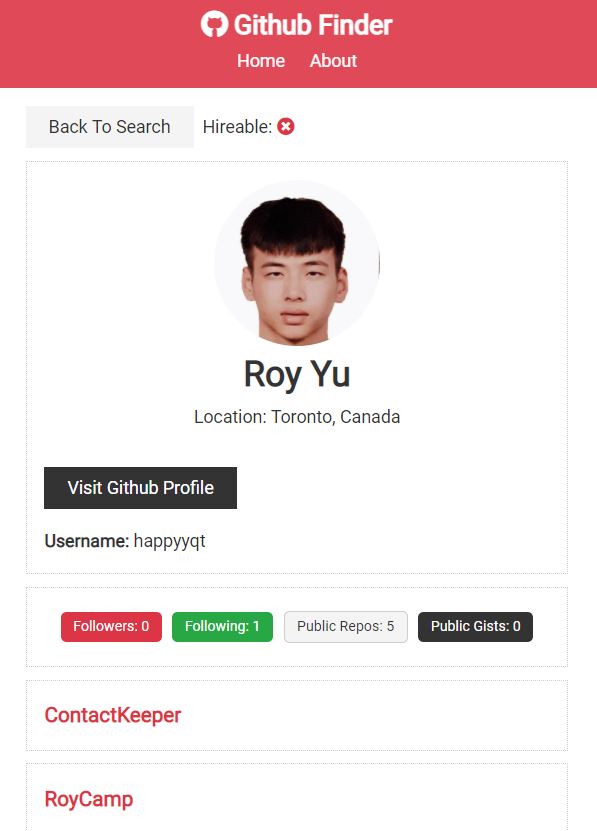 Github Finder
Home About
Back To Search Hireable:
Roy Yu
Location: Toronto, Canada
Visit Github Profile
Username: happyyqt
Followers: 0 Following: 1 Public Repos: 5 Public Gists: 0
ContactKeeper
RoyCamp